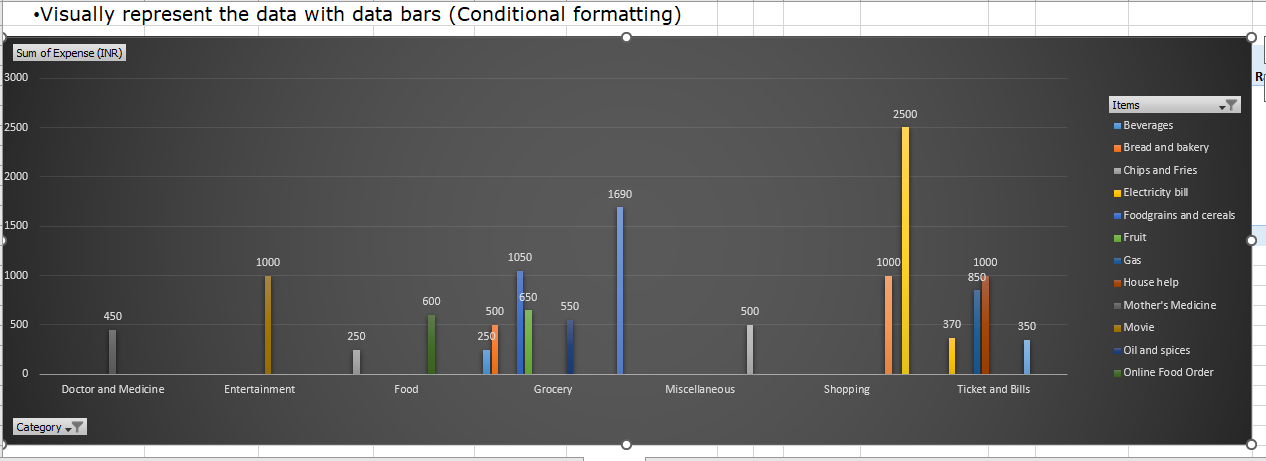 •Visually represent the data with data bars (Conditional formatting)
Sum of Expense (INR)
3000
2500
2000
1500
1000
500
0
450
1000
250
600
250
500
1050
650
550
1690
500
1000
2500
370
850
1000
350
Doctor and Medicine
Entertainment
Food
Grocery
Miscellaneous
Shopping
Ticket and Bills
Items
Beverages
Bread and bakery
Chips and Fries
Electricity bill
Foodgrains and cereals
Fruit
Gas
House help
Mother's Medicine
Movie
Oil and spices
Online Food Order
Category